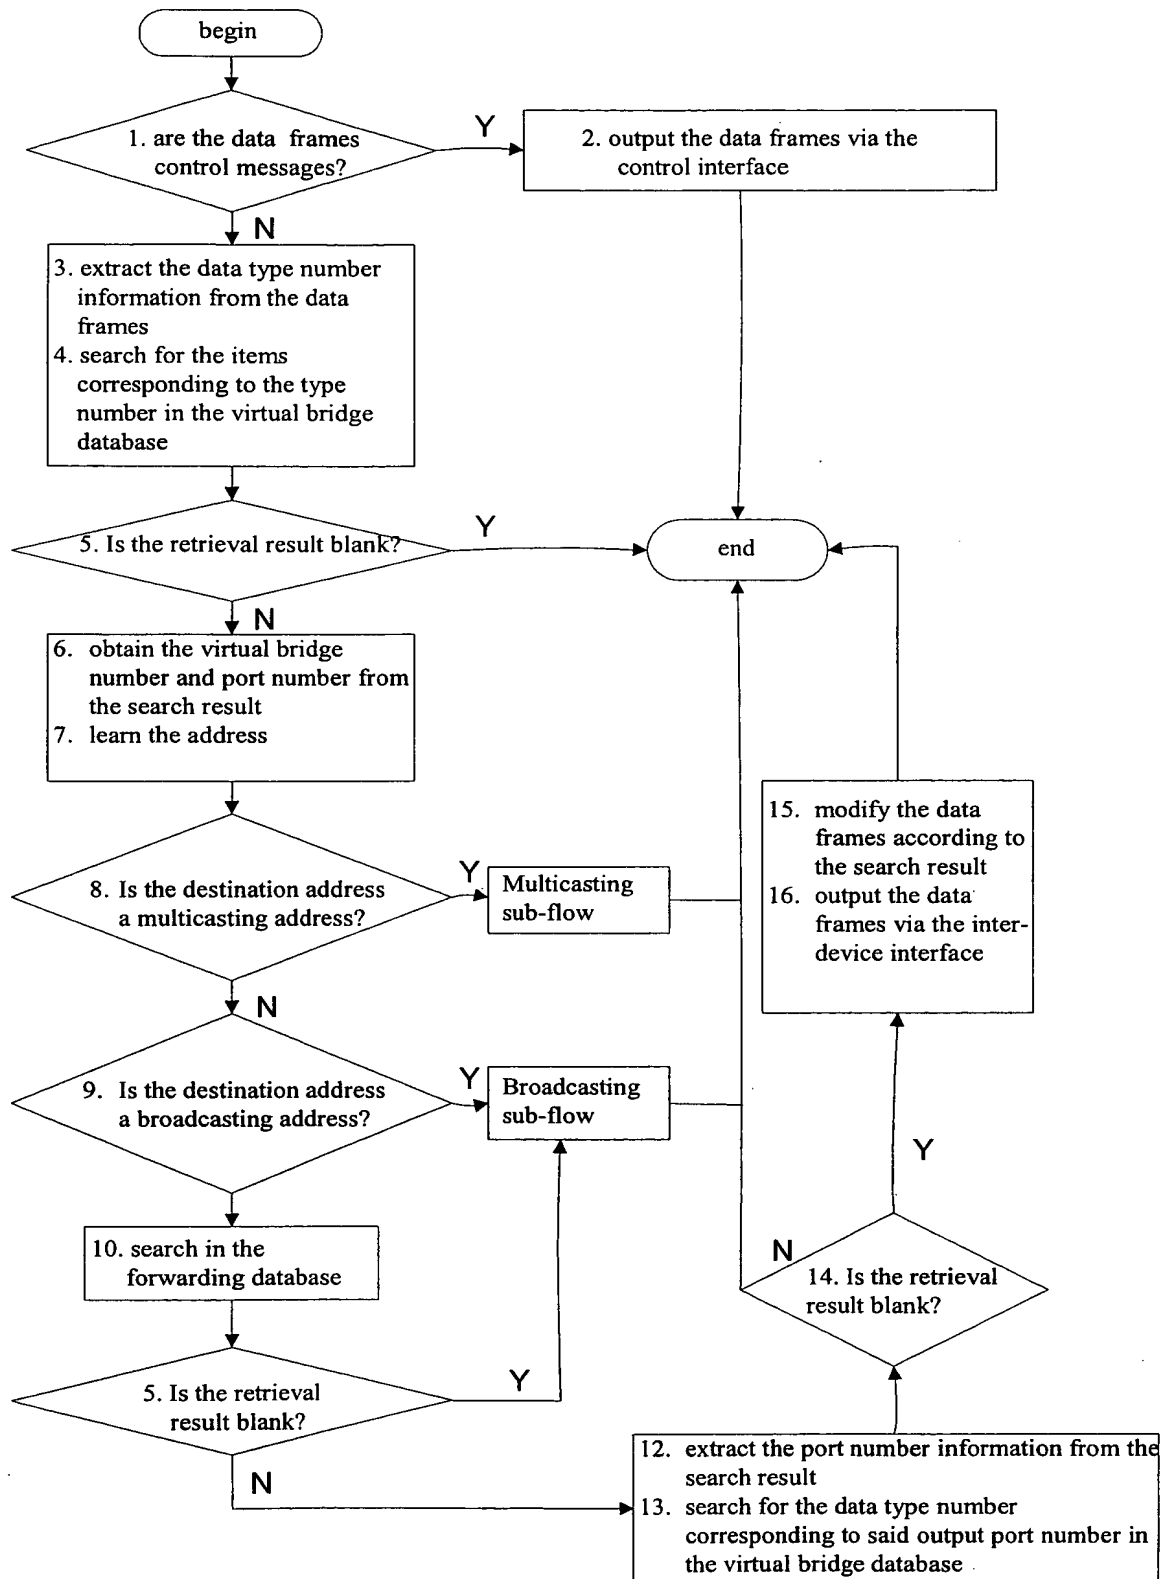 begin
1. are the data frames
control messages?
Y
2. output the data frames via the
control interface
N
3. extract the data type number
information from the data
frames
4. search for the items
corresponding to the type
number in the virtual bridge
database
5. Is the retrieval result blank?
Y
end
N
6. obtain the virtual bridge
number and port number from
the search result
7. learn the address
8. Is the destination address
a multicasting address?
Y
Multicasting
sub-flow
15. modify the data
frames according to
the search result
16. output the data
frames via the inter-
device interface
N
9. Is the destination address
a broadcasting address?
Y
Broadcasting
sub-flow
Y
10. search in the
forwarding database
N
14. Is the retrieval
result blank?
5. Is the retrieval
result blank?
Y
N
12. extract the port number information from the
search result
13. search for the data type number
corresponding to said output port number in
the virtual bridge database